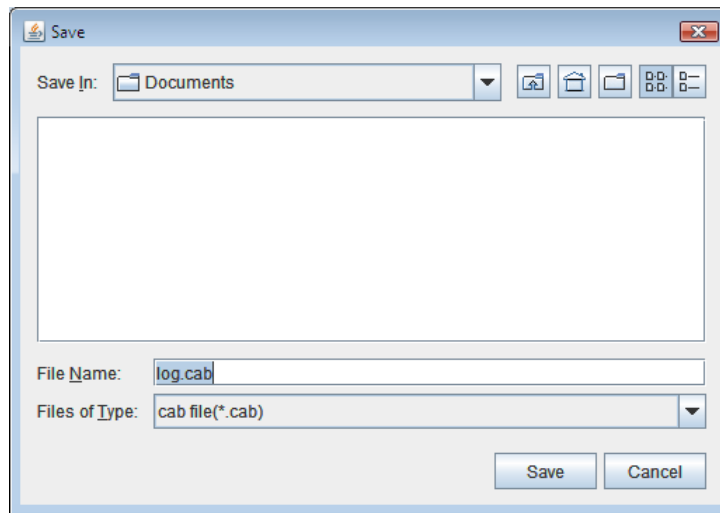 Save
Save In: Documents
File Name: log.cab
Files of Type: cab file(*.cab)
Save Cancel